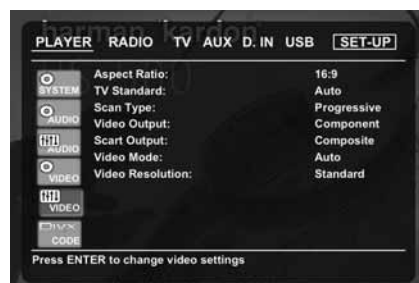 harman kardon
PLAYER RADIO TV AUX D. IN USB SET-UP
SYSTEM
AUDIO
AUDIO
VIDEO
VIDEO
DIVX
CODE
Aspect Ratio: 16:9
TV Standard: Auto
Scan Type: Progressive
Video Output: Component
Scart Output: Composite
Video Mode: Auto
Video Resolution: Standard
Press ENTER to change video settings